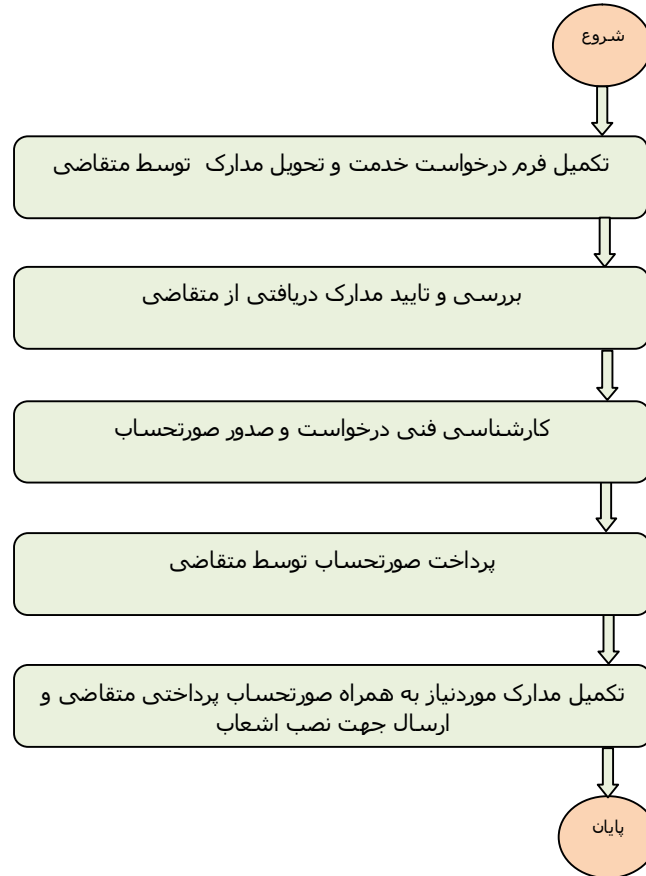 شروع
تکمیل فرم درخواست خدمت و تحویل مدارک توسط متقاضی
بررسی و تایید مدارک دریافتی از متقاضی
کارشناسی فنی درخواست و صدور صورتحساب
پرداخت صورتحساب توسط متقاضی
تکمیل مدارک موردنیاز به همراه صورتحساب پرداختی متقاضی و
ارسال جهت نصب اشعاب
پایان